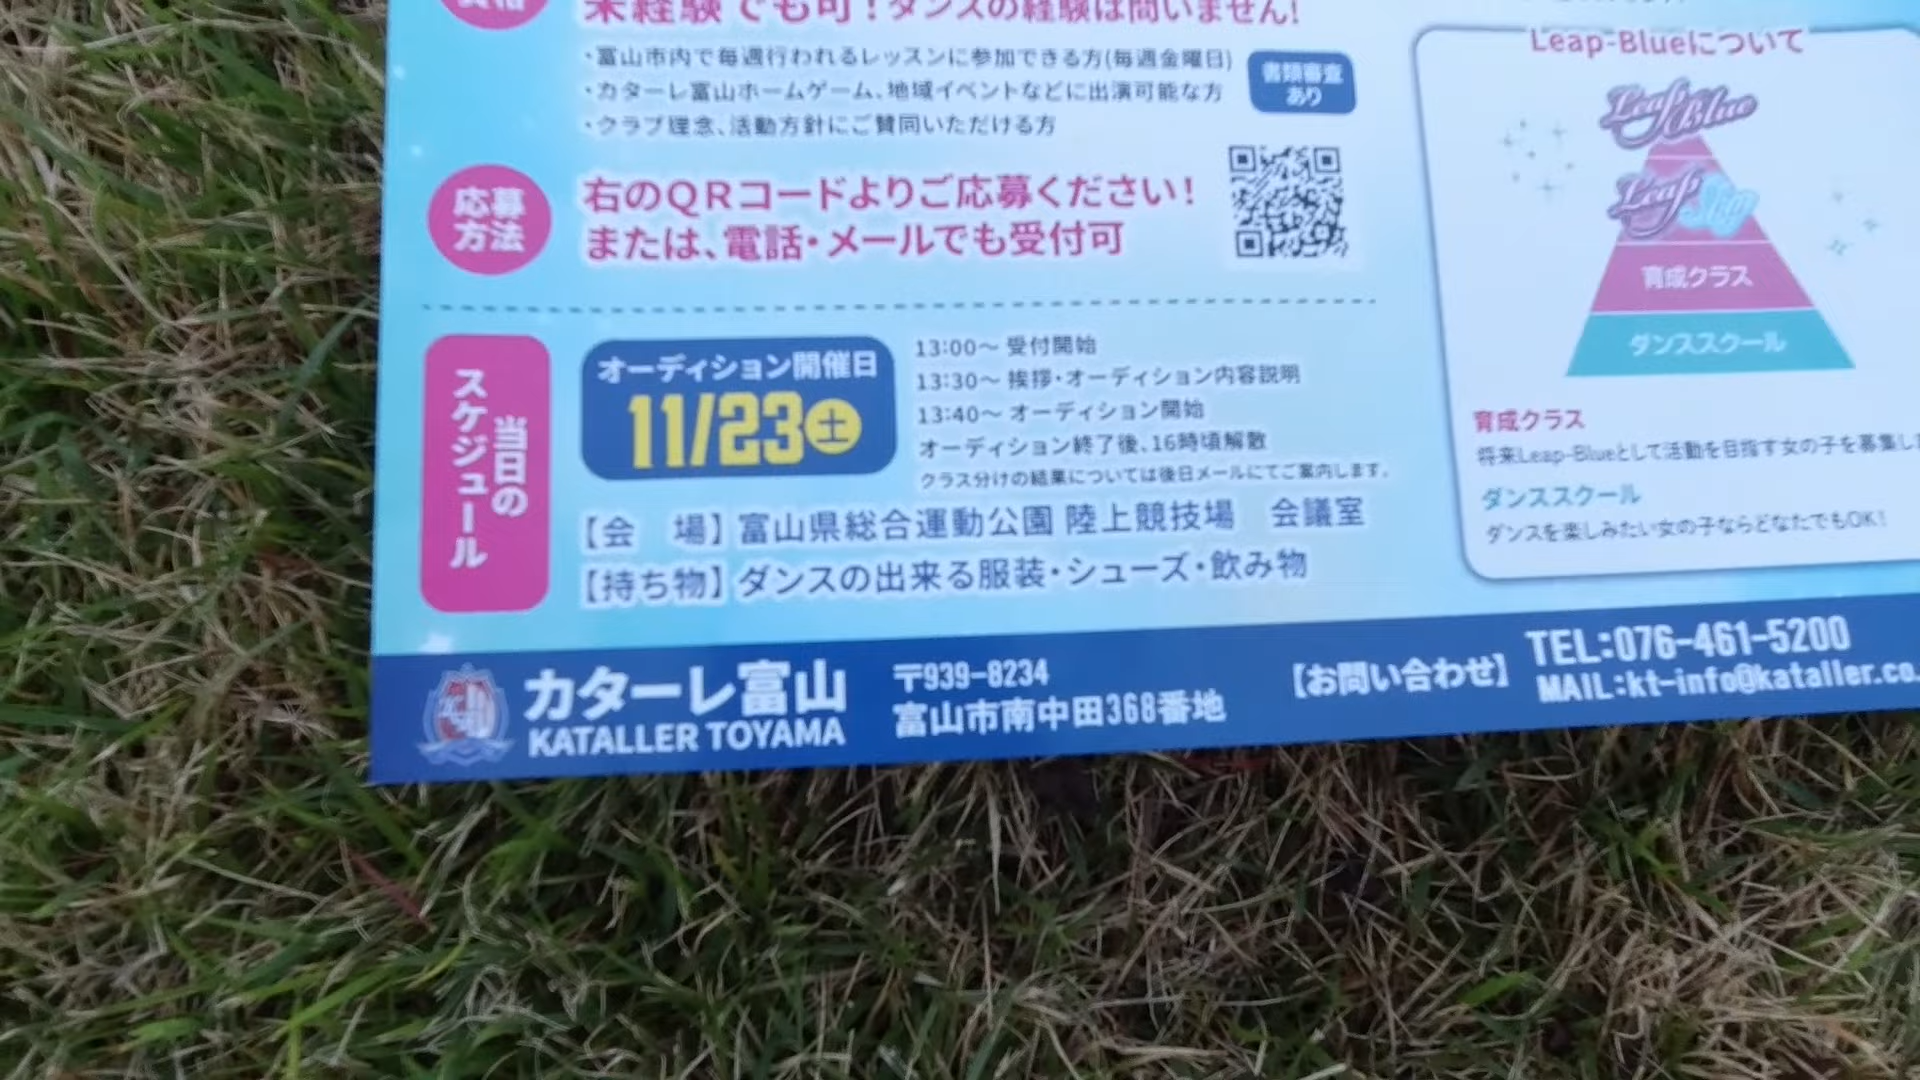 未経験でも可！ダンスの経験は問いません！
・富山市内で毎週行われるレッスンに参加できる方(毎週金曜日)
・カターレ富山ホームゲーム、地域イベントなどに出演可能な方
・クラブ理念、活動方針にご賛同いただける方
書類審査
あり
応募
方法
右のQRコードよりご応募ください！
または、電話・メールでも受付可
当日の
スケジュール
オーディション開催日
11/23土
13:00〜 受付開始
13:30〜 挨拶・オーディション内容説明
13:40〜 オーディション開始
オーディション終了後、16時頃解散
クラス分けの結果については後日メールにてご案内します。
【会　場】富山県総合運動公園 陸上競技場　会議室
【持ち物】ダンスの出来る服装・シューズ・飲み物
Leap-Blueについて
Leap Blue
Leap Sky
育成クラス
ダンススクール
育成クラス
将来Leap-Blueとして活動を目指す女の子を募集し
ダンススクール
ダンスを楽しみたい女の子ならどなたでもOK！
カターレ富山
KATALLER TOYAMA
〒939-8234
富山市南中田368番地
【お問い合わせ】
TEL:076-461-5200
MAIL:kt-info@kataller.co.